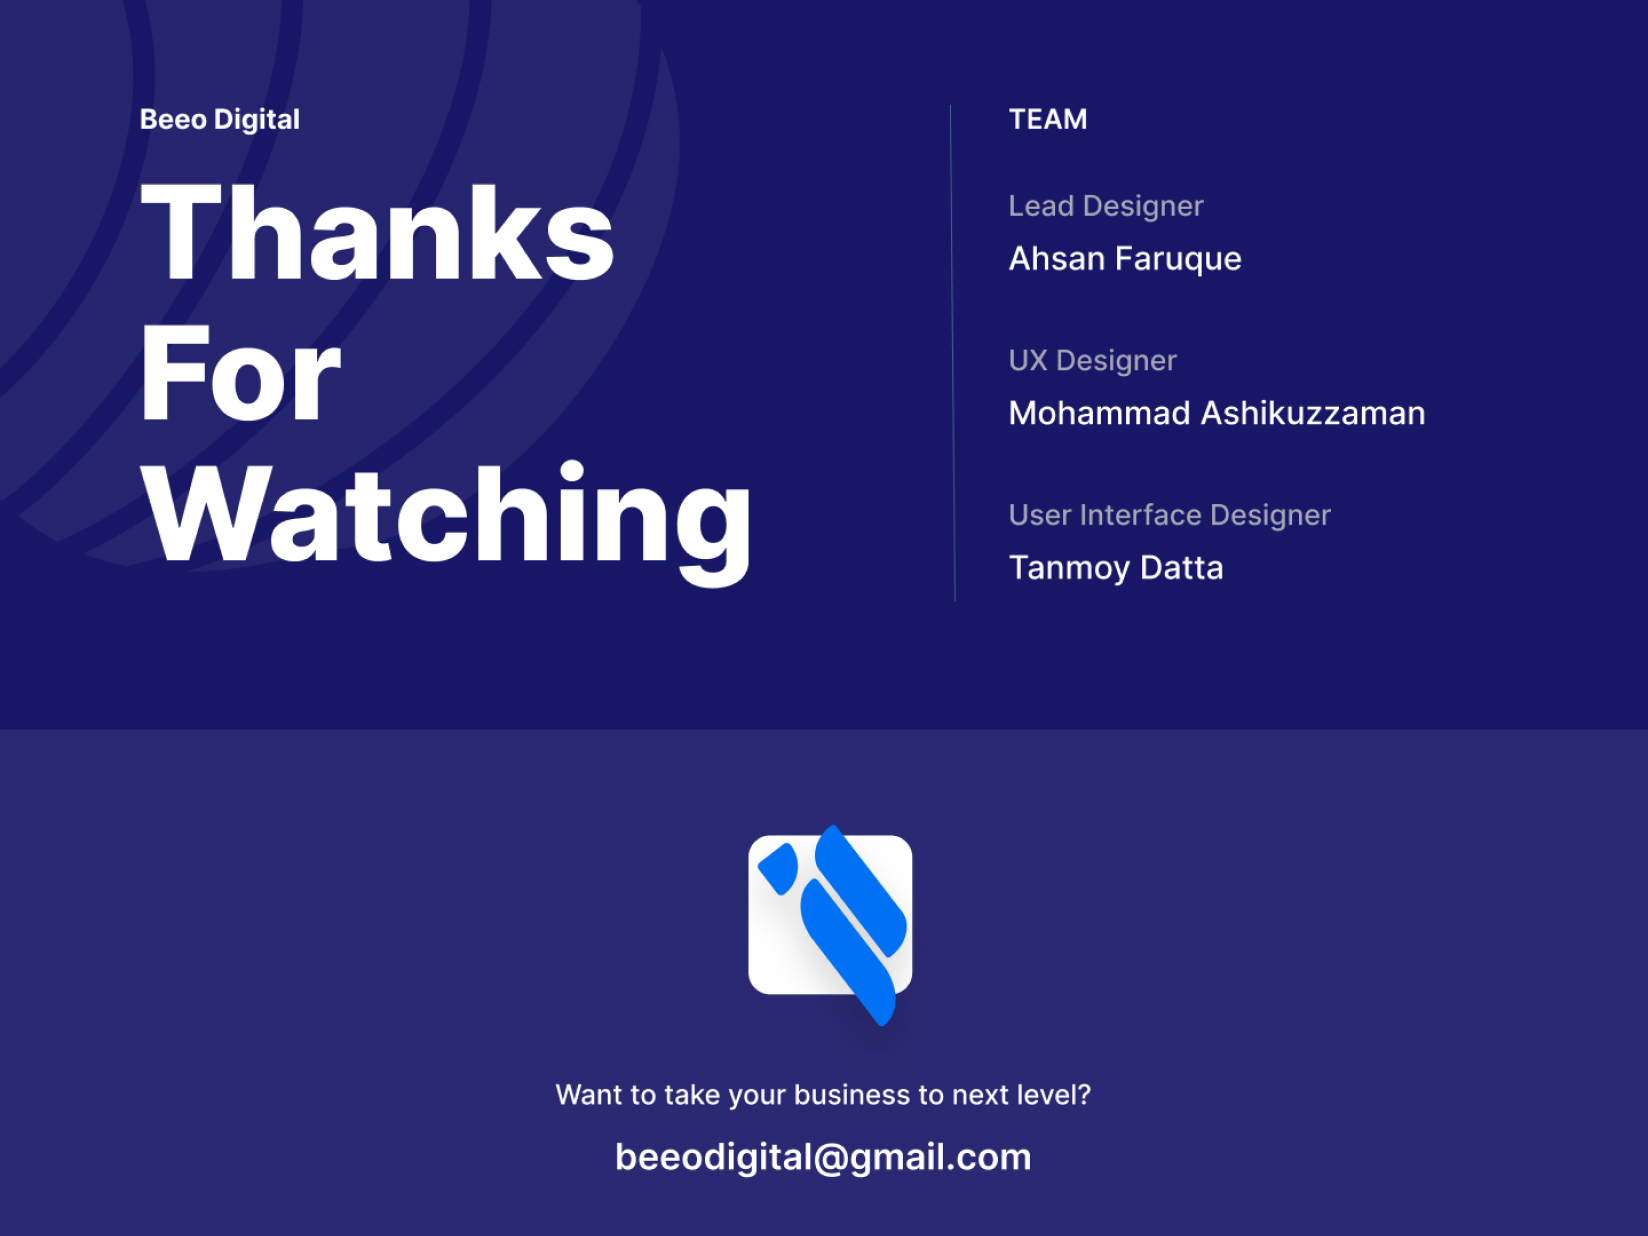 Beeo Digital
Thanks
For
Watching
TEAM
Lead Designer
Ahsan Faruque
UX Designer
Mohammad Ashikuzzaman
User Interface Designer
Tanmoy Datta
Want to take your business to next level?
beeodigital@gmail.com